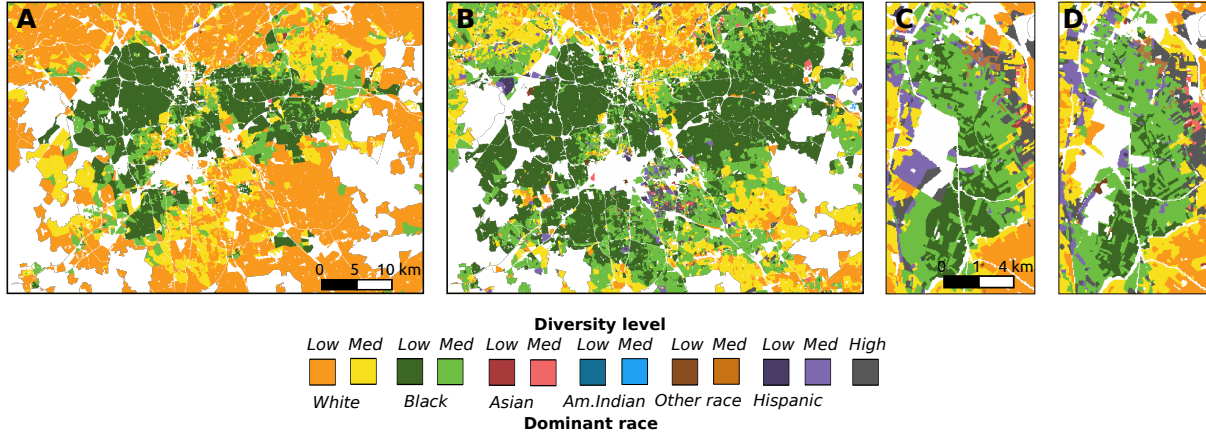 A B C D
0 5 10 km
0 1 4 km
Diversity level
Low Med Low Med Low Med Low Med Low Med Low Med High
White Black Asian Am.Indian Other race Hispanic
Dominant race